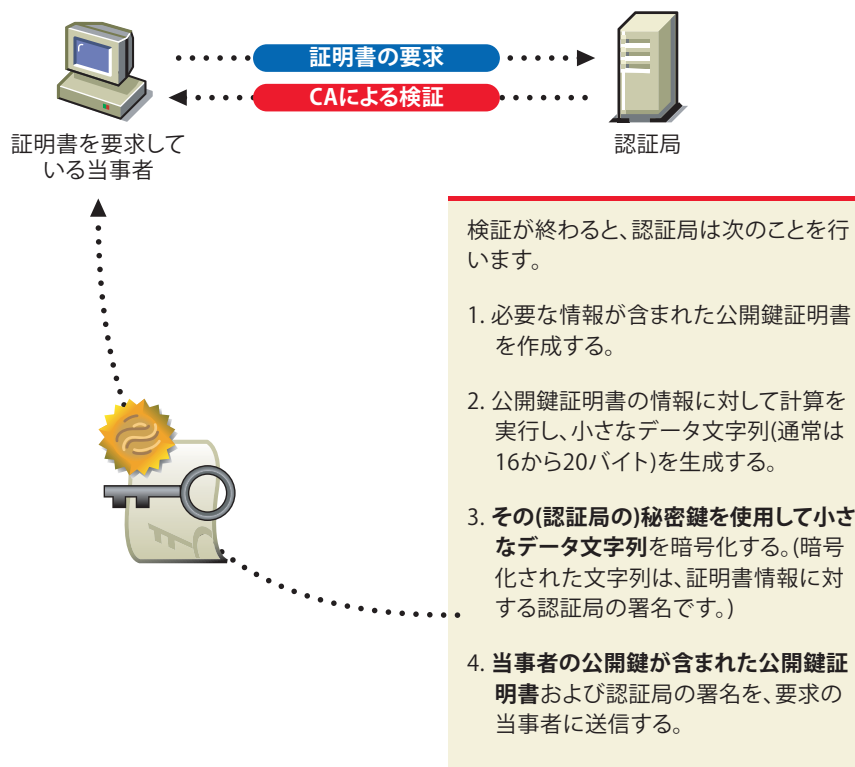 証明書の要求
CAによる検証
証明書を要求して
いる当事者
認証局
検証が終わると、認証局は次のことを行
います。
1. 必要な情報が含まれた公開鍵証明書
を作成する。
2. 公開鍵証明書の情報に対して計算を
実行し、小さなデータ文字列(通常は
16から20バイト)を生成する。
3. その(認証局の)秘密鍵を使用して小さ
なデータ文字列を暗号化する。(暗号
化された文字列は、証明書情報に対
する認証局の署名です。)
4. 当事者の公開鍵が含まれた公開鍵証
明書および認証局の署名を、要求の
当事者に送信する。